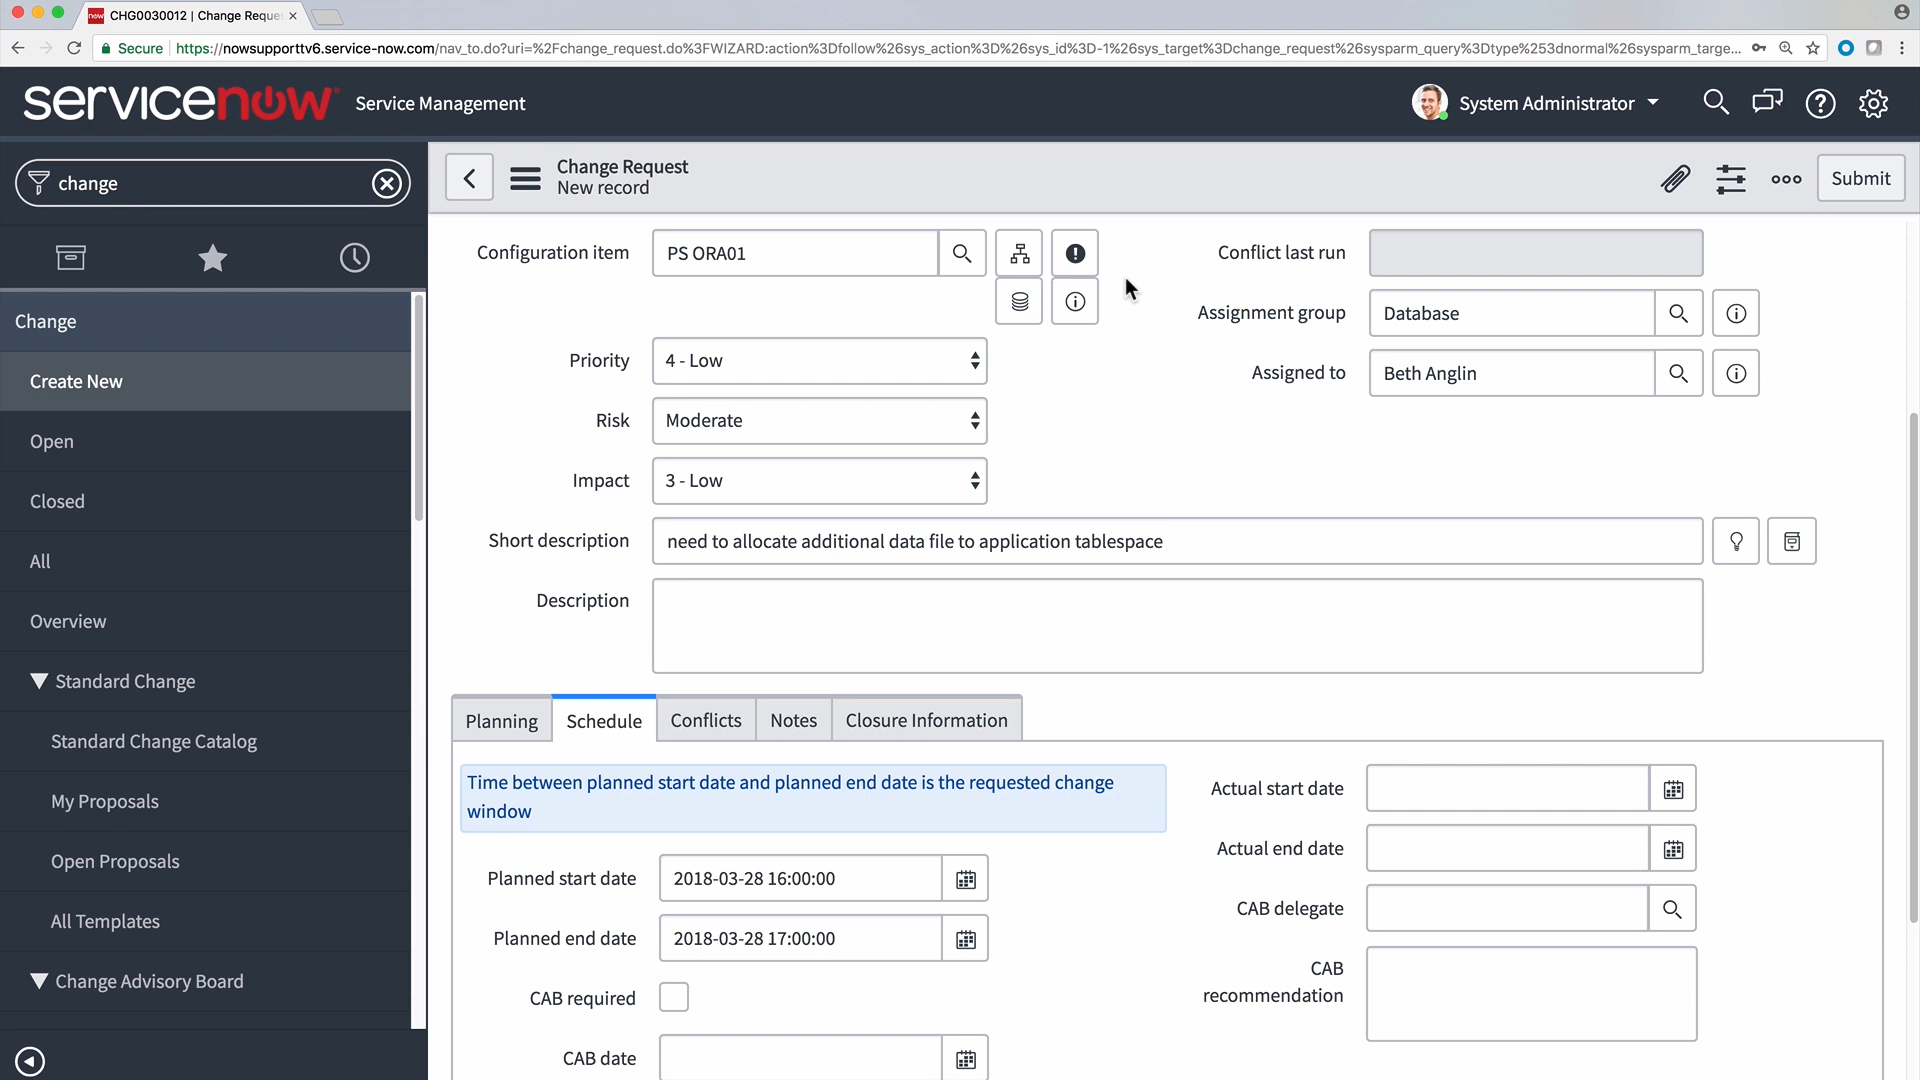 CHG0030012 | Change Reque
Secure https://nowsupporttv6.service-now.com/nav_to.do?uri=%2Fchange_request.do%3FWIZARD:action%3Dfollow%26sys_action%3D%26sys_id%3D-1%26sys_target%3Dchange_request%26sysparm_query%3Dtype%253dnormal%26sysparm_targe...
servicenow Service Management
System Administrator
change
Change Request
New record
Submit
Change
Create New
Open
Closed
All
Overview
Standard Change
Standard Change Catalog
My Proposals
Open Proposals
All Templates
Change Advisory Board
Configuration item PS ORA01
Priority 4 - Low
Risk Moderate
Impact 3 - Low
Conflict last run
Assignment group Database
Assigned to Beth Anglin
Short description need to allocate additional data file to application tablespace
Description
Planning Schedule Conflicts Notes Closure Information
Time between planned start date and planned end date is the requested change
window
Planned start date 2018-03-28 16:00:00
Planned end date 2018-03-28 17:00:00
CAB required
CAB date
Actual start date
Actual end date
CAB delegate
CAB
recommendation